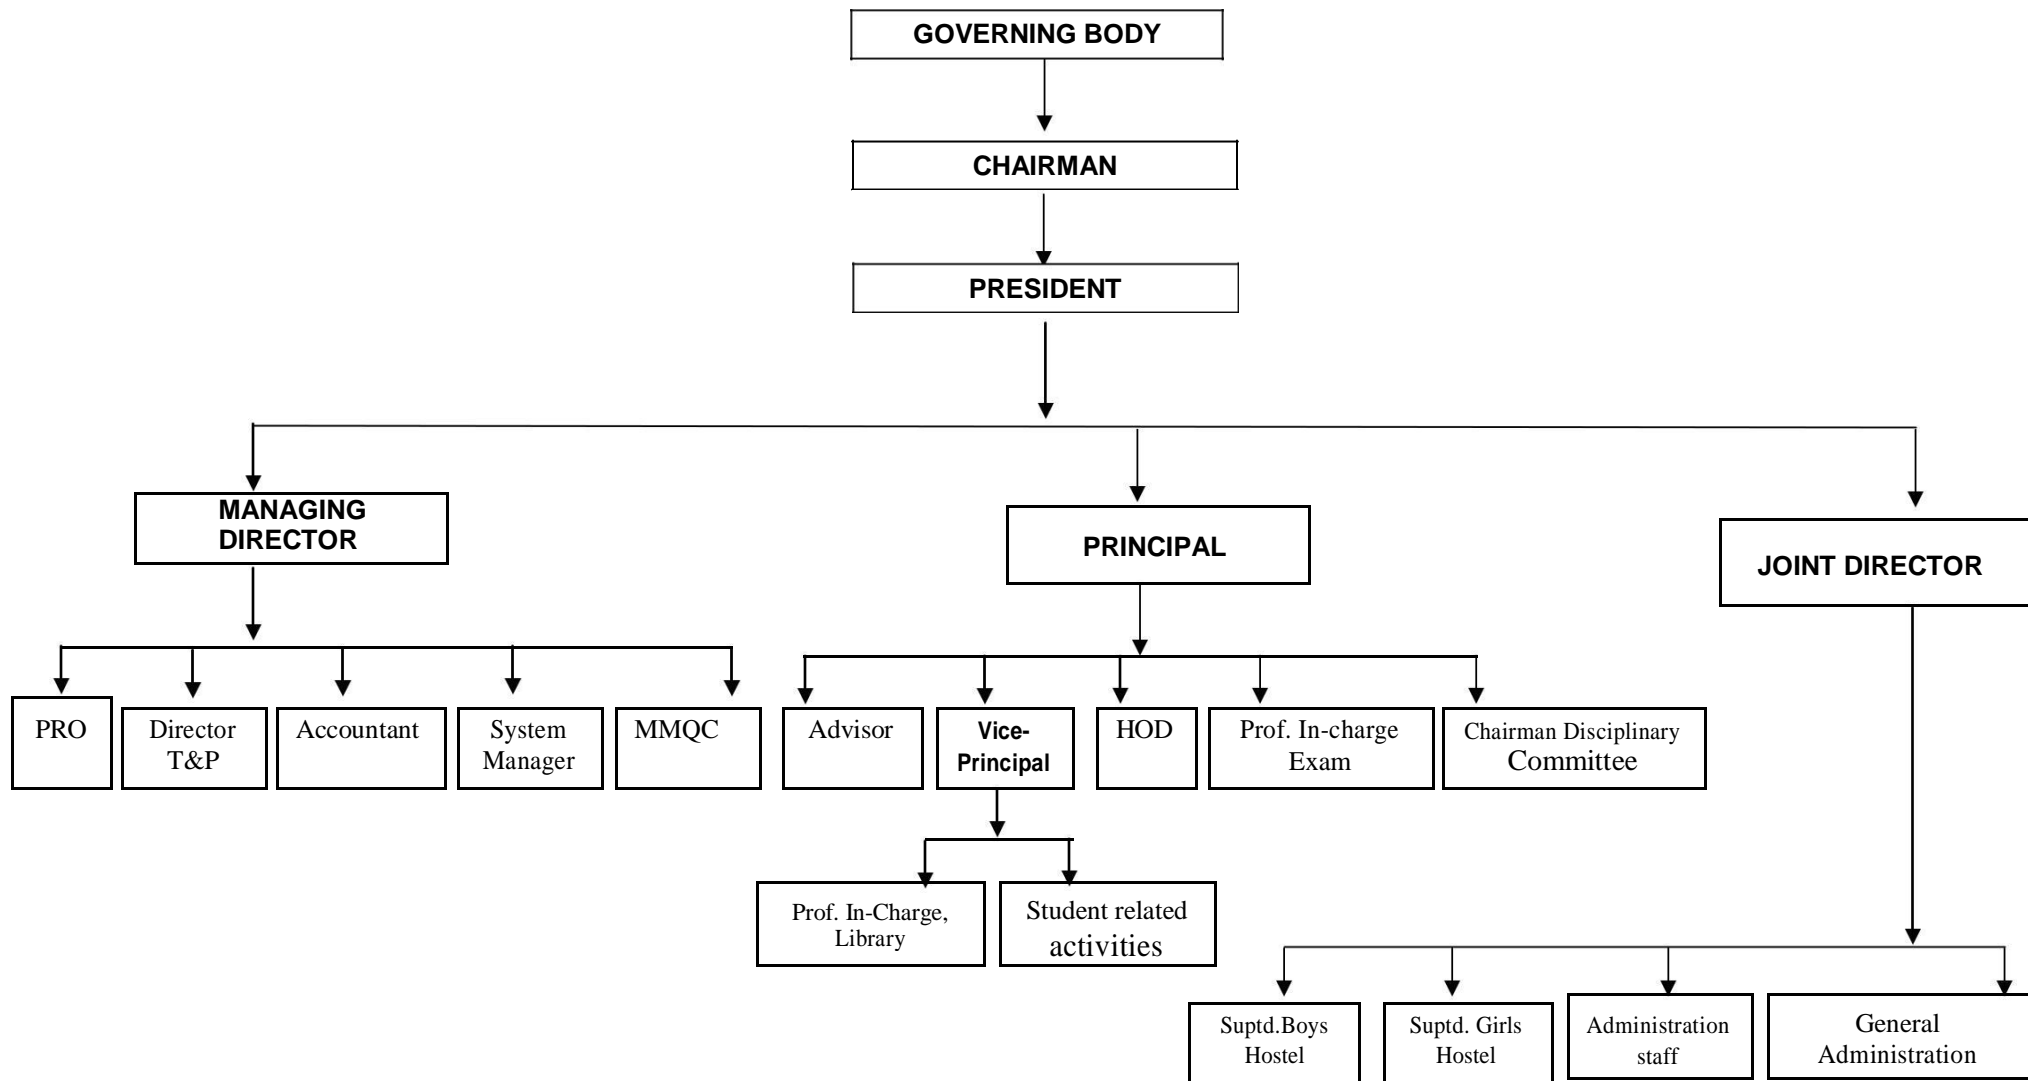 GOVERNING BODY
CHAIRMAN
PRESIDENT
MANAGING
DIRECTOR
PRINCIPAL
JOINT DIRECTOR
PRO
Director
T&P
Accountant
System
Manager
MMQC
Advisor
Vice-
Principal
HOD
Prof. In-charge
Exam
Chairman Disciplinary
Committee
Prof. In-Charge,
Library
Student related
activities
Suptd.Boys
Hostel
Suptd. Girls
Hostel
Administration
staff
General
Administration